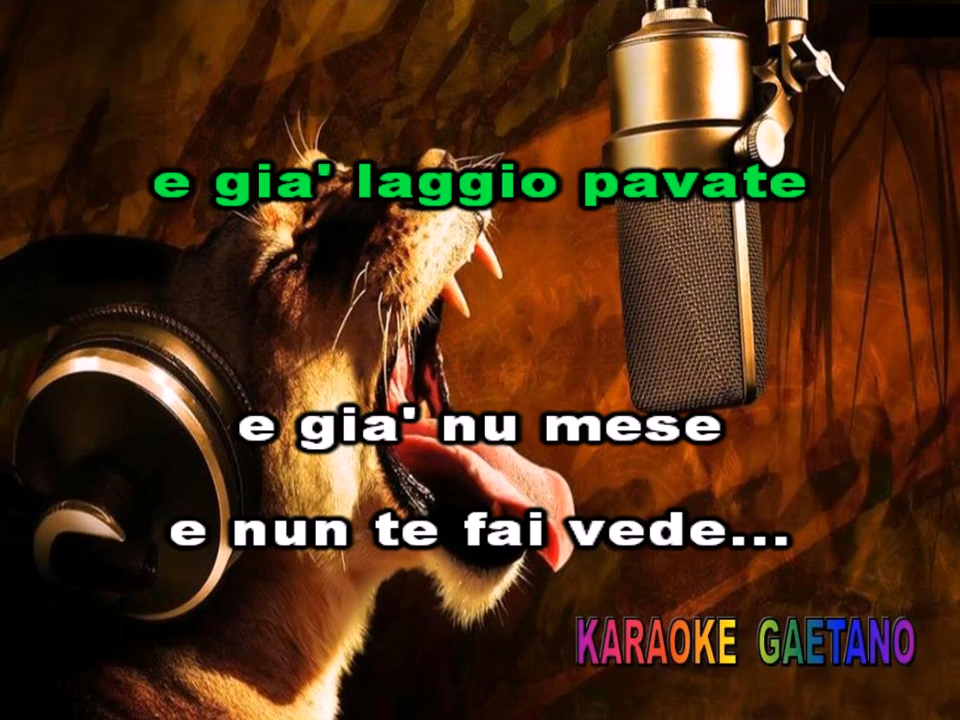 e gia' laggio pavate
e gia' nu mese
e nun te fai vede...
KARAOKE GAETANO